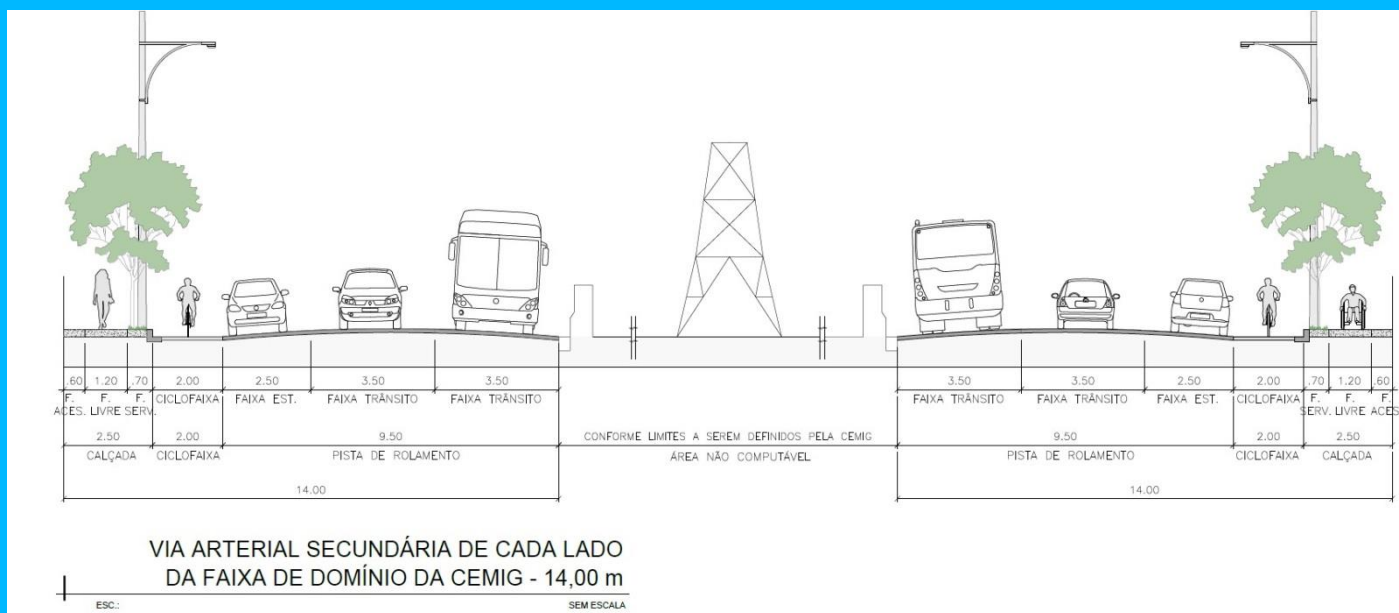 .60 1.20 .70 2.00 2.50 3.50 3.50 3.50 3.50 2.50 2.00 .70 1.20 .60
F. F. F. CICLOFAIXA FAIXA EST. FAIXA TRÂNSITO FAIXA TRÂNSITO FAIXA TRÂNSITO FAIXA TRÂNSITO FAIXA EST. CICLOFAIXA F. F. F.
ACES. LIVRE SERV. SERV. LIVRE ACES
2.50 2.00 9.50 CONFORME LIMITES A SEREM DEFINIDOS PELA CEMIG 9.50 2.00 2.50
CALÇADA CICLOFAIXA PISTA DE ROLAMENTO ÁREA NÃO COMPUTÁVEL PISTA DE ROLAMENTO CICLOFAIXA CALÇADA
14.00 14.00
VIA ARTERIAL SECUNDÁRIA DE CADA LADO
DA FAIXA DE DOMÍNIO DA CEMIG - 14,00 m
ESC.: SEM ESCALA